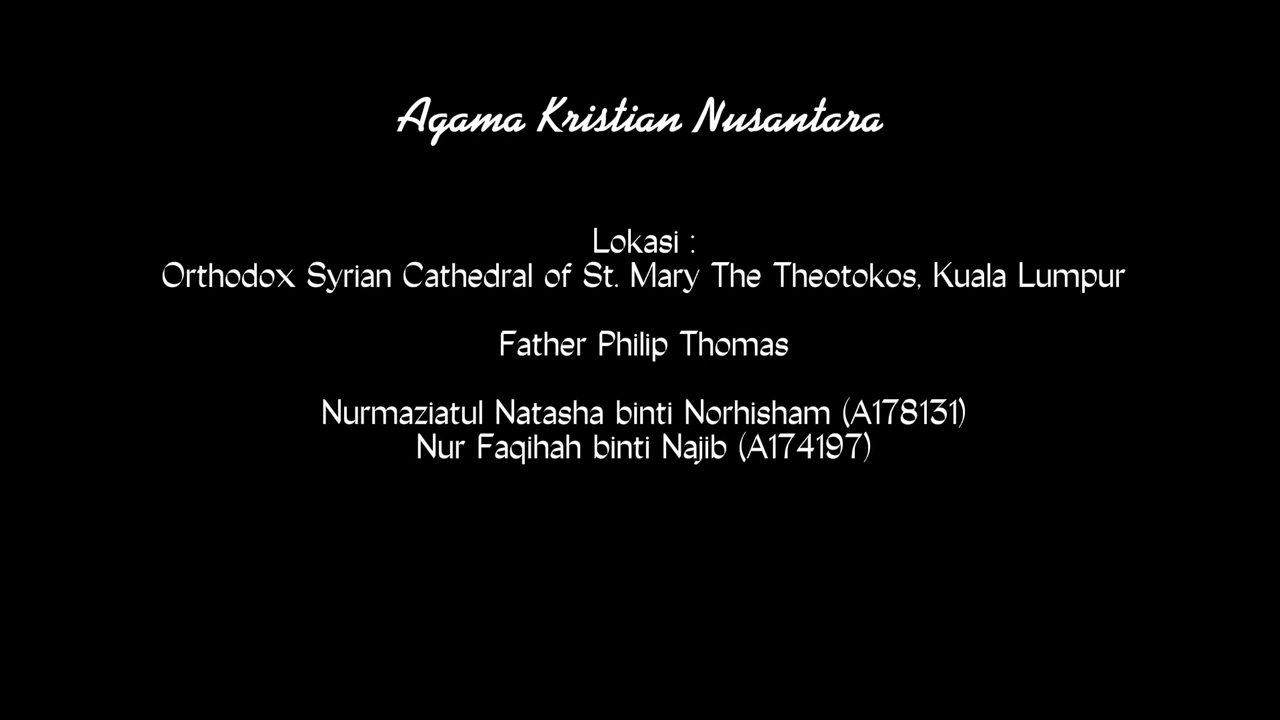 Agama Kristian Nusantara
Lokasi :
Orthodox Syrian Cathedral of St. Mary The Theotokos, Kuala Lumpur
Father Philip Thomas
Nurmaziatul Natasha binti Norhisham (A178131)
Nur Faqihah binti Najib (A174197)